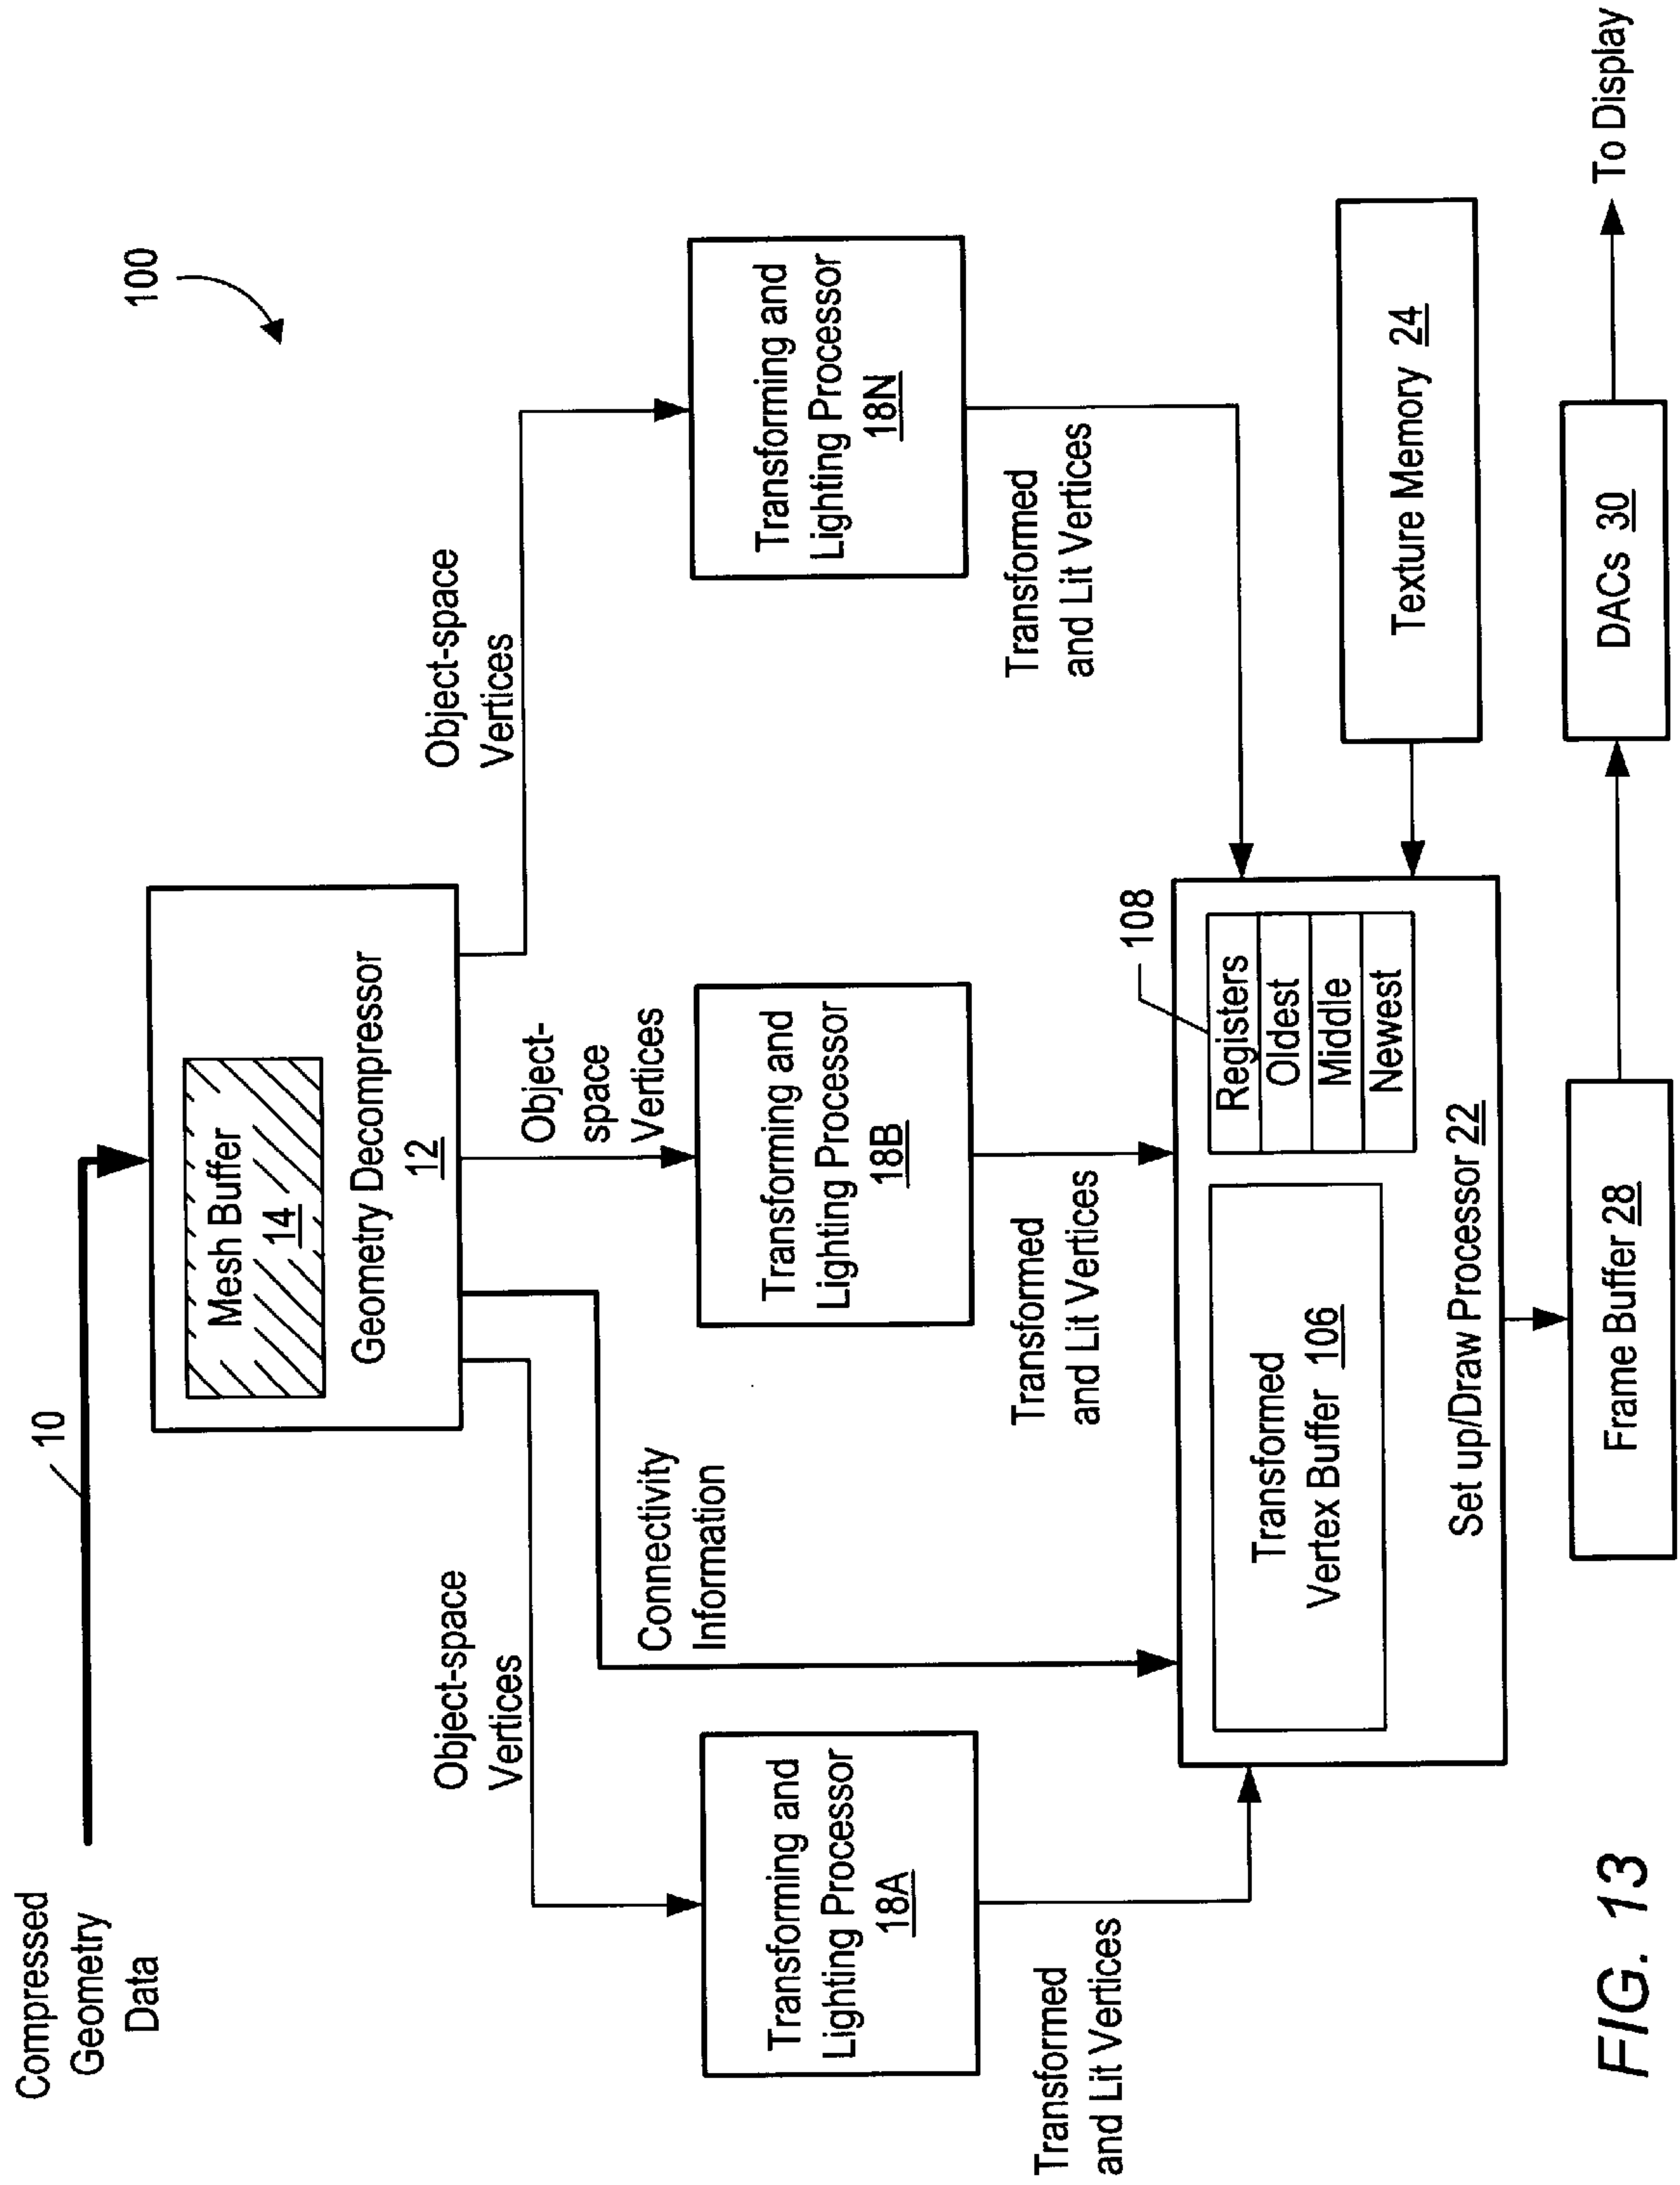 Compressed
Geometry
Data
10
100
Mesh Buffer
14
Geometry Decompressor
12
Object-space
Vertices
Connectivity
Information
Object-
space
Vertices
Object-space
Vertices
Transforming and
Lighting Processor
18A
Transforming and
Lighting Processor
18B
Transforming and
Lighting Processor
18N
Transformed
and Lit Vertices
Transformed
and Lit Vertices
Transformed
and Lit Vertices
108
Transformed
Vertex Buffer 106
Registers
Oldest
Middle
Newest
Set up/Draw Processor 22
Texture Memory 24
Frame Buffer 28
DACs 30
To Display
FIG. 13